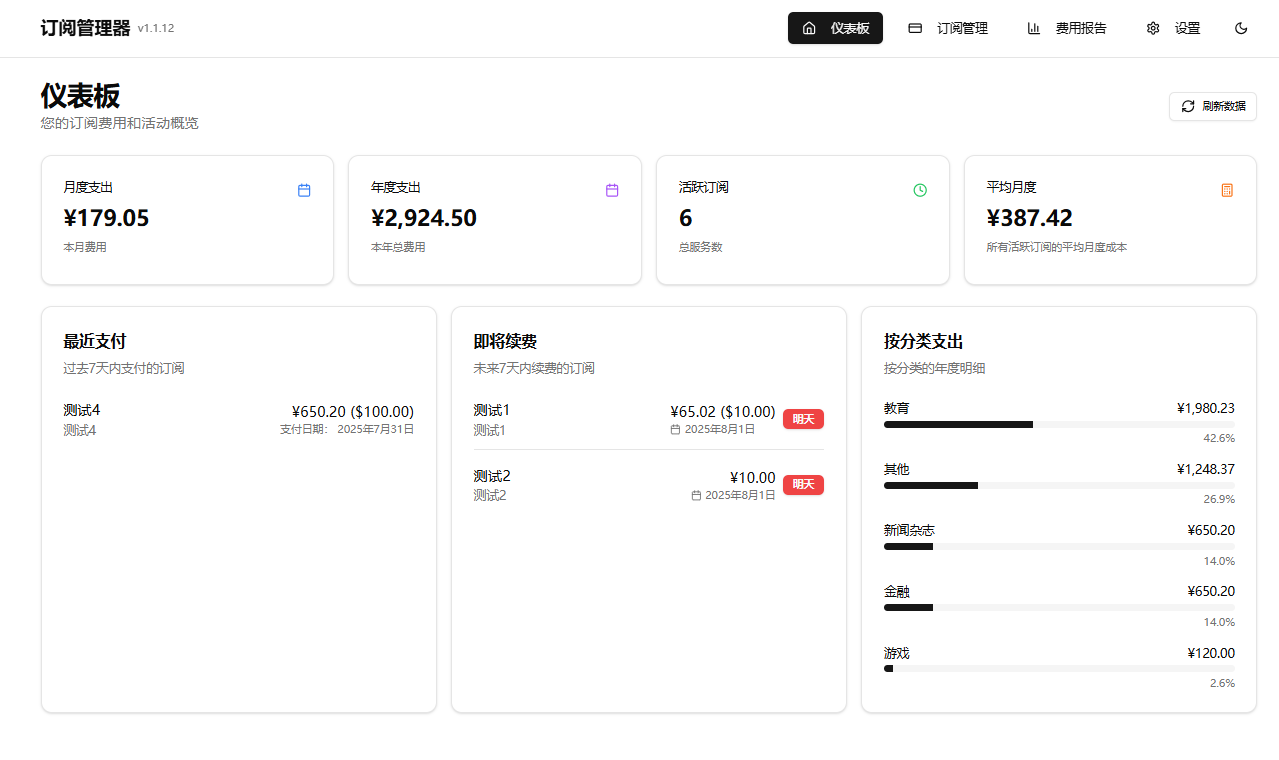 订阅管理器 v1.1.12
仪表板 订阅管理 费用报告 设置
仪表板
您的订阅费用和活动概览
刷新数据
月度支出
¥179.05
本月费用
年度支出
¥2,924.50
本年总费用
活跃订阅
6
总服务数
平均月度
¥387.42
所有活跃订阅的平均月度成本
最近支付
过去7天内支付的订阅
测试4 ¥650.20 ($100.00)
测试4 支付日期: 2025年7月31日
即将续费
未来7天内续费的订阅
测试1 ¥65.02 ($10.00) 明天
测试1 2025年8月1日
测试2 ¥10.00 明天
测试2 2025年8月1日
按分类支出
按分类的年度明细
教育 ¥1,980.23
42.6%
其他 ¥1,248.37
26.9%
新闻杂志 ¥650.20
14.0%
金融 ¥650.20
14.0%
游戏 ¥120.00
2.6%